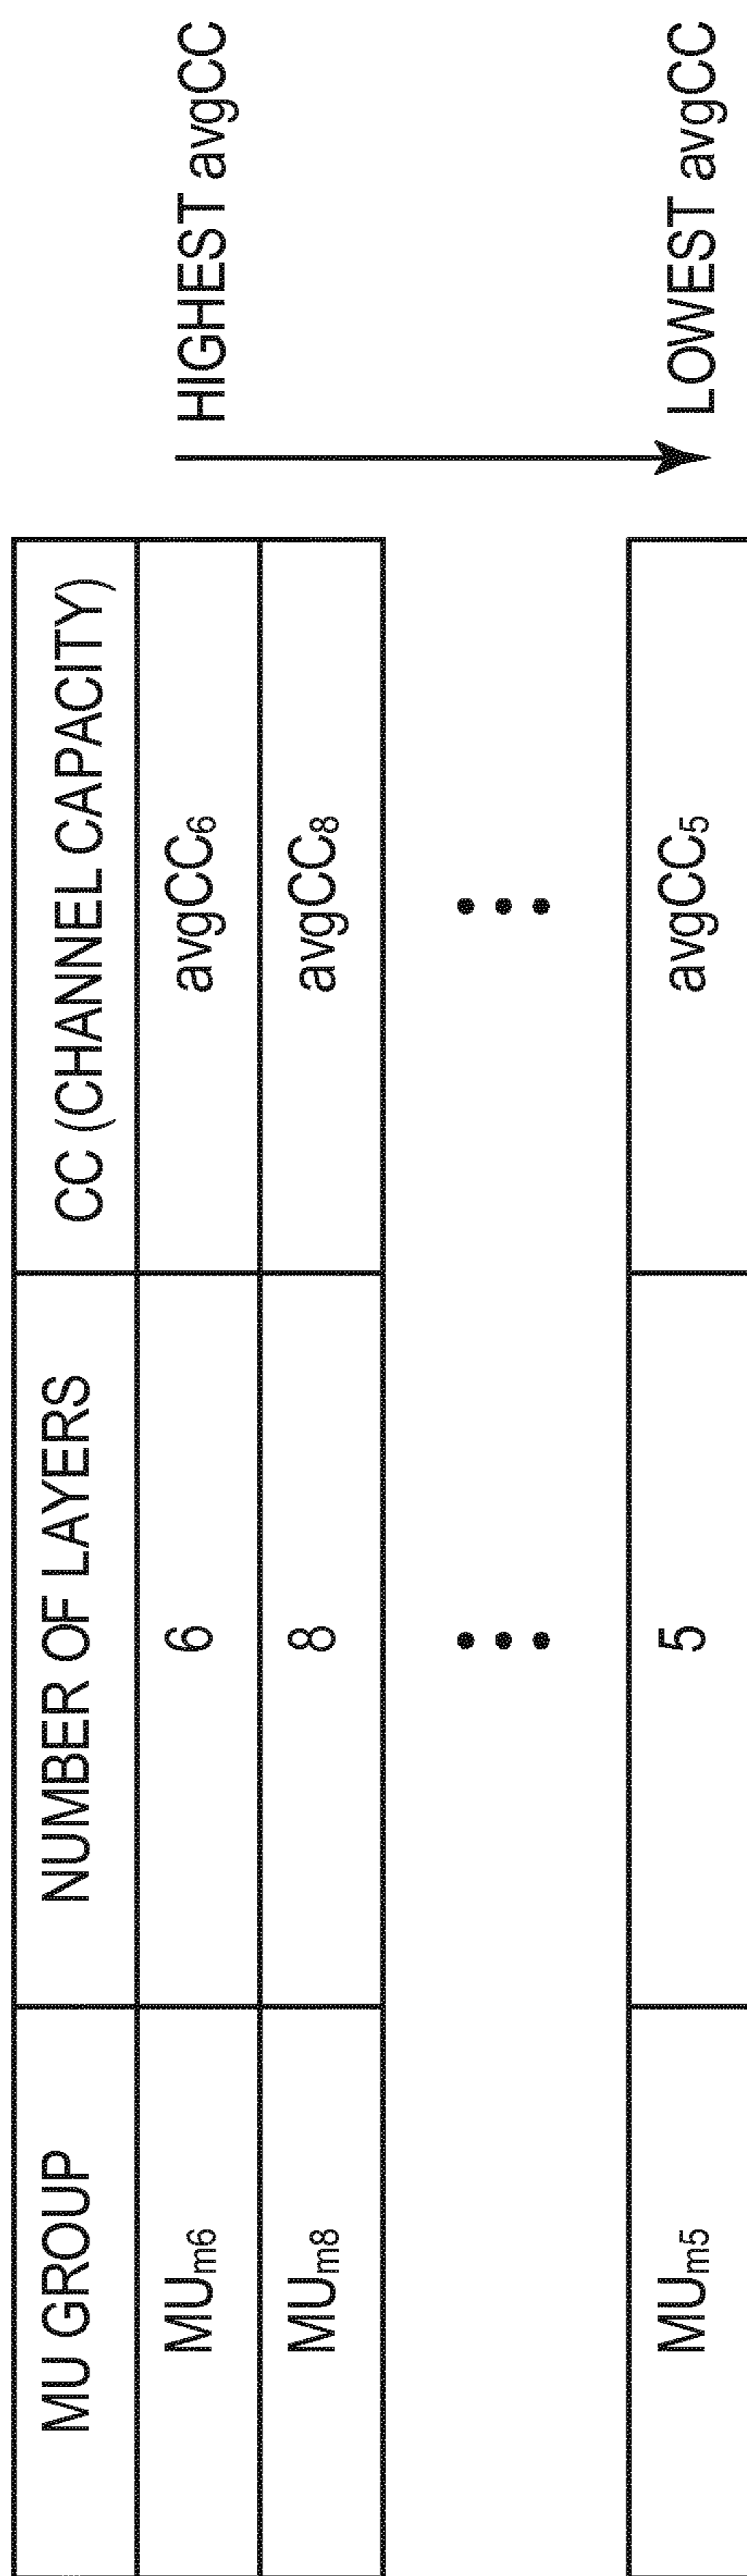 MU GROUP NUMBER OF LAYERS CC (CHANNEL CAPACITY)
MUm6 6 avgCC6 HIGHEST avgCC
MUm8 8 avgCC8
... ...
MUm5 5 avgCC5 LOWEST avgCC